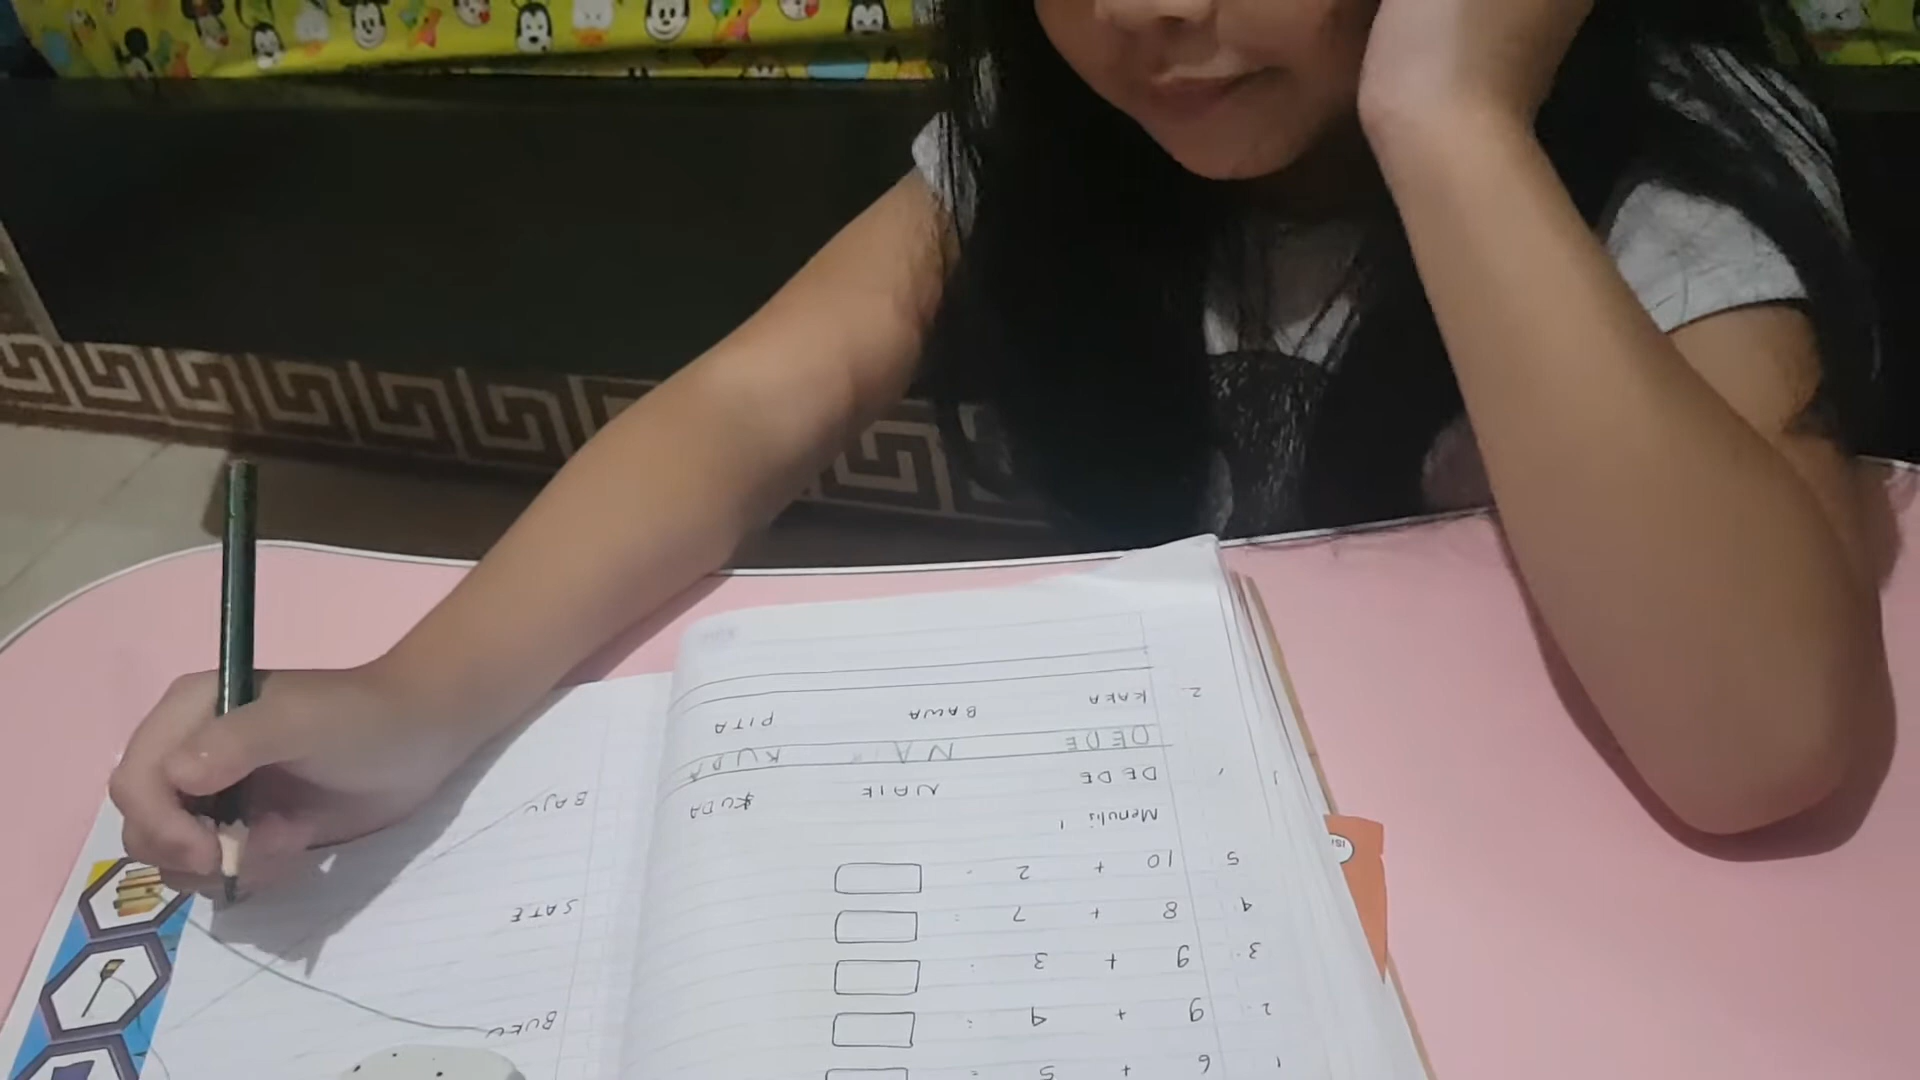 1 6 + 5 =
2. 9 + 4 =
3. 9 + 3 =
4. 8 + 7 =
5 10 + 2 =
Menulis !
1. DEDE NAIK KUDA
DEDE NA KUDA
2 KAKA BAWA PITA
BUKU
SATE
BAJU
ISI